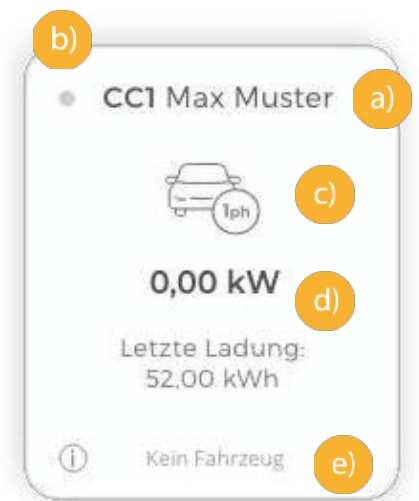 b)
CC1 Max Muster a)
1ph c)
0,00 kW
d)
Letzte Ladung:
52,00 kWh
i Kein Fahrzeug e)